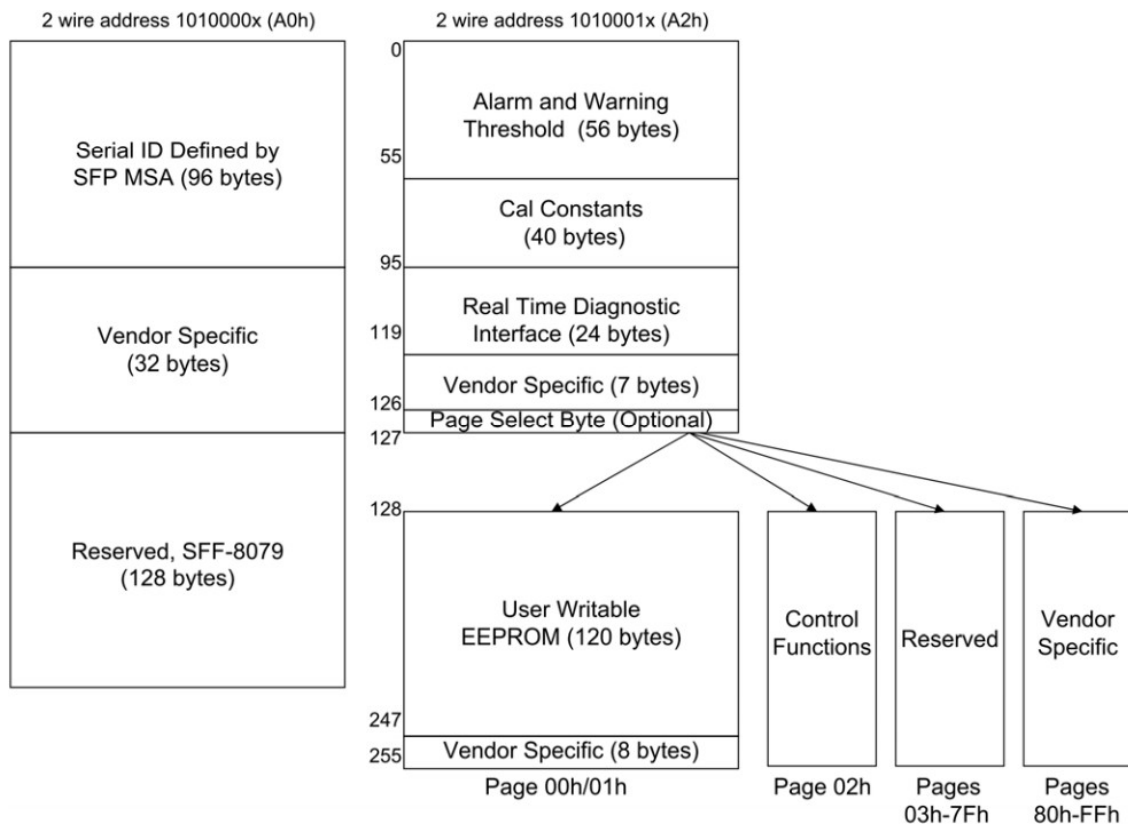 2 wire address 1010000x (A0h)
Serial ID Defined by
SFP MSA (96 bytes)
Vendor Specific
(32 bytes)
Reserved, SFF-8079
(128 bytes)
2 wire address 1010001x (A2h)
0
Alarm and Warning
Threshold (56 bytes)
55
Cal Constants
(40 bytes)
95
Real Time Diagnostic
Interface (24 bytes)
119
Vendor Specific (7 bytes)
126
Page Select Byte (Optional)
127
128
User Writable
EEPROM (120 bytes)
247
Vendor Specific (8 bytes)
255
Page 00h/01h
Control
Functions
Page 02h
Reserved
Pages
03h-7Fh
Vendor
Specific
Pages
80h-FFh